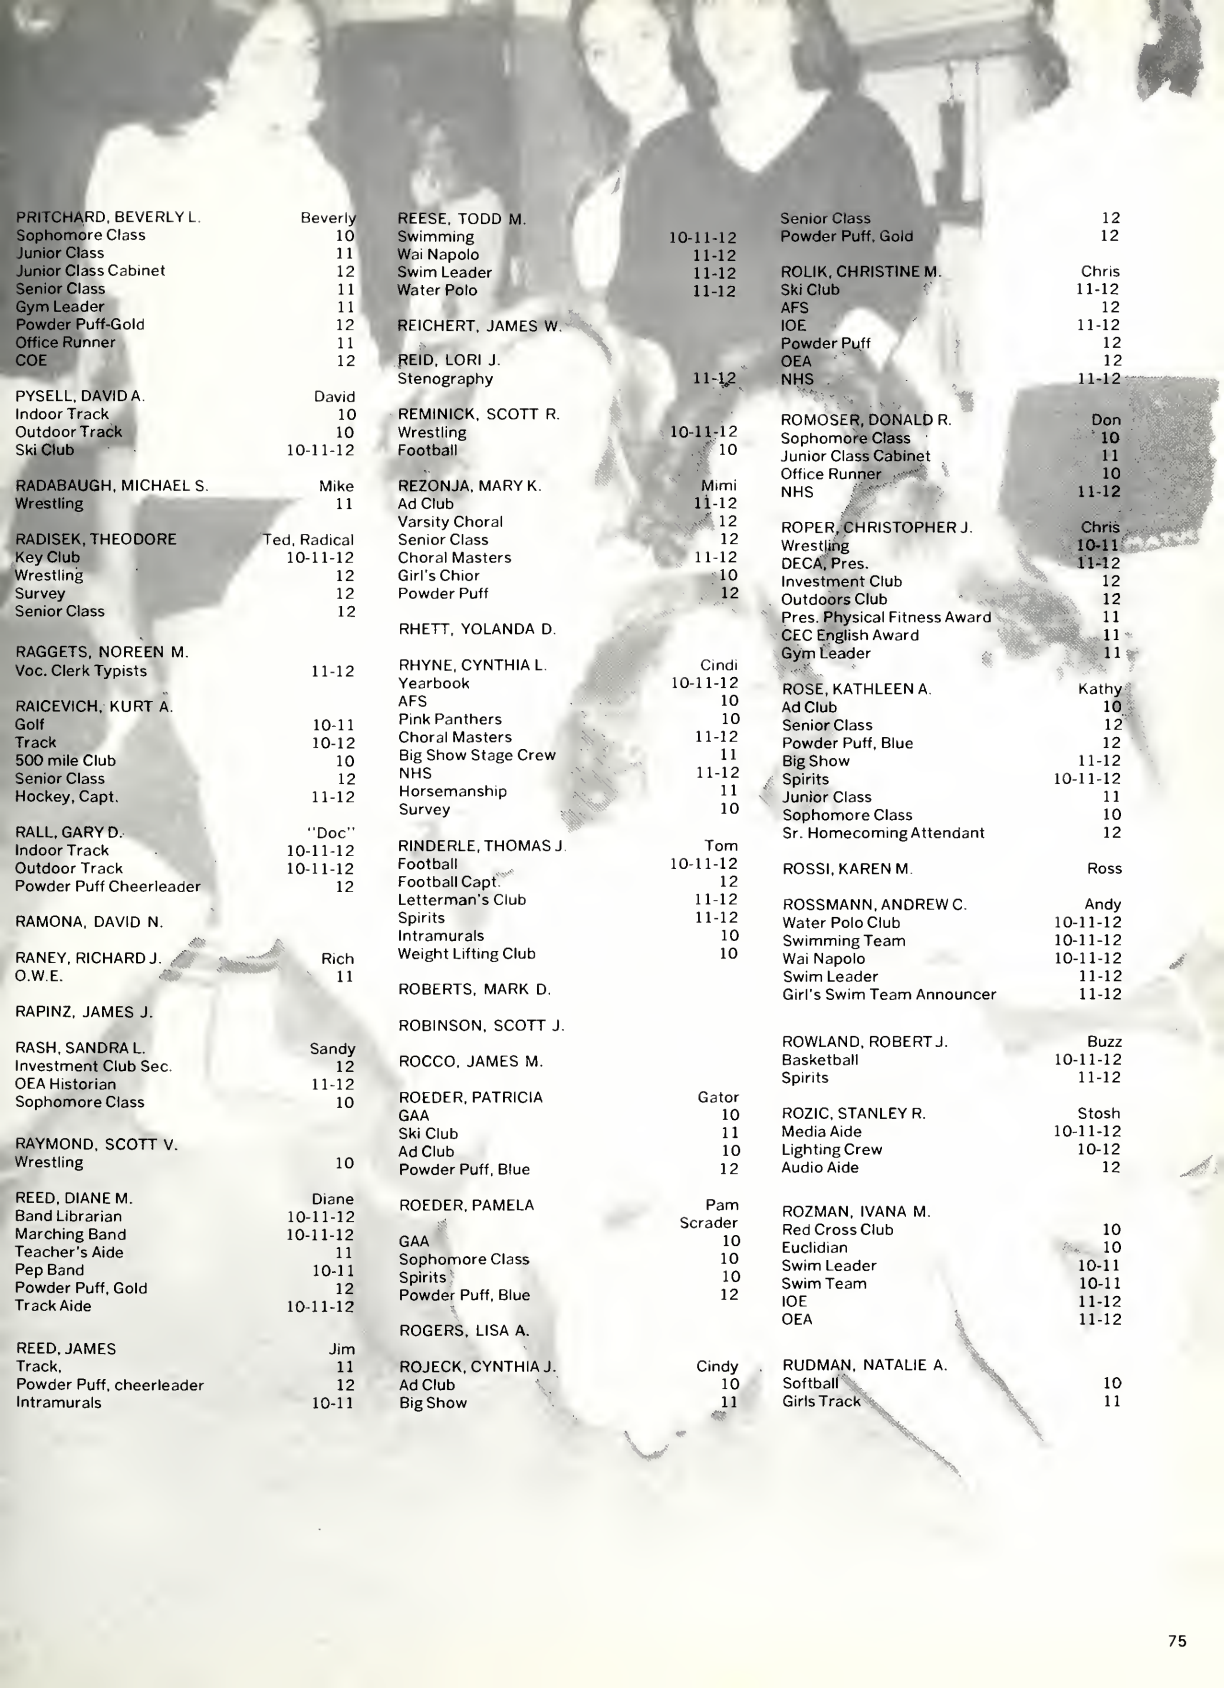 PRITCHARD, BEVERLY L. Beverly
Sophomore Class 10
Junior Class 11
Junior Class Cabinet 12
Senior Class 11
Gym Leader 11
Powder Puff-Gold 12
Office Runner 11
COE 12
PYSELL, DAVID A. David
Indoor Track 10
Outdoor Track 10
Ski Club 10-11-12
RADABAUGH, MICHAEL S. Mike
Wrestling 11
RADISEK, THEODORE Ted, Radical
Key Club 10-11-12
Wrestling 12
Survey 12
Senior Class 12
RAGGETS, NOREEN M.
Voc. Clerk Typists 11-12
RAICEVICH, KURT A.
Golf 10-11
Track 10-12
500 mile Club 10
Senior Class 12
Hockey, Capt. 11-12
RALL, GARY D. "Doc"
Indoor Track 10-11-12
Outdoor Track 10-11-12
Powder Puff Cheerleader 12
RAMONA, DAVID N.
RANEY, RICHARD J. Rich
O.W.E. 11
RAPINZ, JAMES J.
RASH, SANDRA L. Sandy
Investment Club Sec. 12
OEA Historian 11-12
Sophomore Class 10
RAYMOND, SCOTT V.
Wrestling 10
REED, DIANE M. Diane
Band Librarian 10-11-12
Marching Band 10-11-12
Teacher's Aide 11
Pep Band 10-11
Powder Puff, Gold 12
Track Aide 10-11-12
REED, JAMES Jim
Track, 11
Powder Puff, cheerleader 12
Intramurals 10-11
REESE, TODD M.
Swimming 10-11-12
Wai Napolo 11-12
Swim Leader 11-12
Water Polo 11-12
REICHERT, JAMES W.
REID, LORI J.
Stenography 11-12
REMINICK, SCOTT R.
Wrestling 10-11-12
Football 10
REZONJA, MARY K. Mimi
Ad Club 11-12
Varsity Choral 12
Senior Class 12
Choral Masters 11-12
Girl's Chior 10
Powder Puff 12
RHETT, YOLANDA D.
RHYNE, CYNTHIA L. Cindi
Yearbook 10-11-12
AFS 10
Pink Panthers 10
Choral Masters 11-12
Big Show Stage Crew 11
NHS 11-12
Horsemanship 11
Survey 10
RINDERLE, THOMAS J. Tom
Football 10-11-12
Football Capt. 12
Letterman's Club 11-12
Spirits 11-12
Intramurals 10
Weight Lifting Club 10
ROBERTS, MARK D.
ROBINSON, SCOTT J.
ROCCO, JAMES M.
ROEDER, PATRICIA Gator
GAA 10
Ski Club 11
Ad Club 10
Powder Puff, Blue 12
ROEDER, PAMELA Pam
Scrader
GAA 10
Sophomore Class 10
Spirits 10
Powder Puff, Blue 12
ROGERS, LISA A.
ROJECK, CYNTHIA J. Cindy
Ad Club 10
Big Show 11
Senior Class 12
Powder Puff, Gold 12
ROLIK, CHRISTINE M. Chris
Ski Club 11-12
AFS 12
IOE 11-12
Powder Puff 12
OEA 12
NHS 11-12
ROMOSER, DONALD R. Don
Sophomore Class 10
Junior Class Cabinet 11
Office Runner 10
NHS 11-12
ROPER, CHRISTOPHER J. Chris
Wrestling 10-11
DECA, Pres. 11-12
Investment Club 12
Outdoors Club 12
Pres. Physical Fitness Award 11
CEC English Award 11
Gym Leader 11
ROSE, KATHLEEN A. Kathy
Ad Club 10
Senior Class 12
Powder Puff, Blue 12
Big Show 11-12
Spirits 10-11-12
Junior Class 11
Sophomore Class 10
Sr. Homecoming Attendant 12
ROSSI, KAREN M. Ross
ROSSMANN, ANDREW C. Andy
Water Polo Club 10-11-12
Swimming Team 10-11-12
Wai Napolo 10-11-12
Swim Leader 11-12
Girl's Swim Team Announcer 11-12
ROWLAND, ROBERT J. Buzz
Basketball 10-11-12
Spirits 11-12
ROZIC, STANLEY R. Stosh
Media Aide 10-11-12
Lighting Crew 10-12
Audio Aide 12
ROZMAN, IVANA M.
Red Cross Club 10
Euclidian 10
Swim Leader 10-11
Swim Team 10-11
IOE 11-12
OEA 11-12
RUDMAN, NATALIE A.
Softball 10
Girls Track 11
75